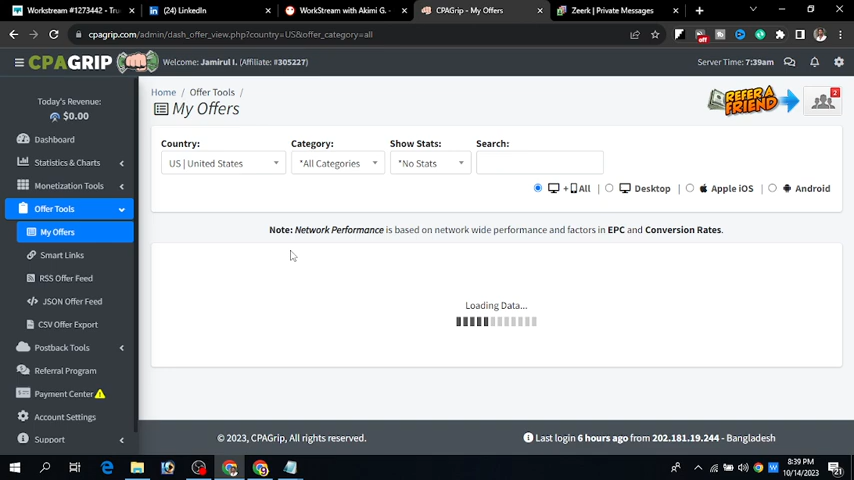 Workstream #1273442 - Tru
(24) LinkedIn
WorkStream with Akimi G. -
CPAGrip - My Offers
Zeerk | Private Messages
cpagrip.com/admin/dash_offer_view.php?country=US&offer_category=all
off
CPAGRIP
Welcome: Jamirul I. (Affiliate: #305227)
Server Time: 7:39am
Today's Revenue:
$0.00
Dashboard
Statistics & Charts
Monetization Tools
Offer Tools
My Offers
Smart Links
RSS Offer Feed
JSON Offer Feed
CSV Offer Export
Postback Tools
Referral Program
Payment Center
Account Settings
Support
Home / Offer Tools /
My Offers
REFER A
FRIEND
2
Country:
Category:
Show Stats:
Search:
US | United States
*All Categories
*No Stats
+ All | Desktop | Apple iOS | Android
Note: Network Performance is based on network wide performance and factors in EPC and Conversion Rates.
Loading Data...
© 2023, CPAGrip, All rights reserved.
Last login 6 hours ago from 202.181.19.244 - Bangladesh
8:39 PM
10/14/2023
21